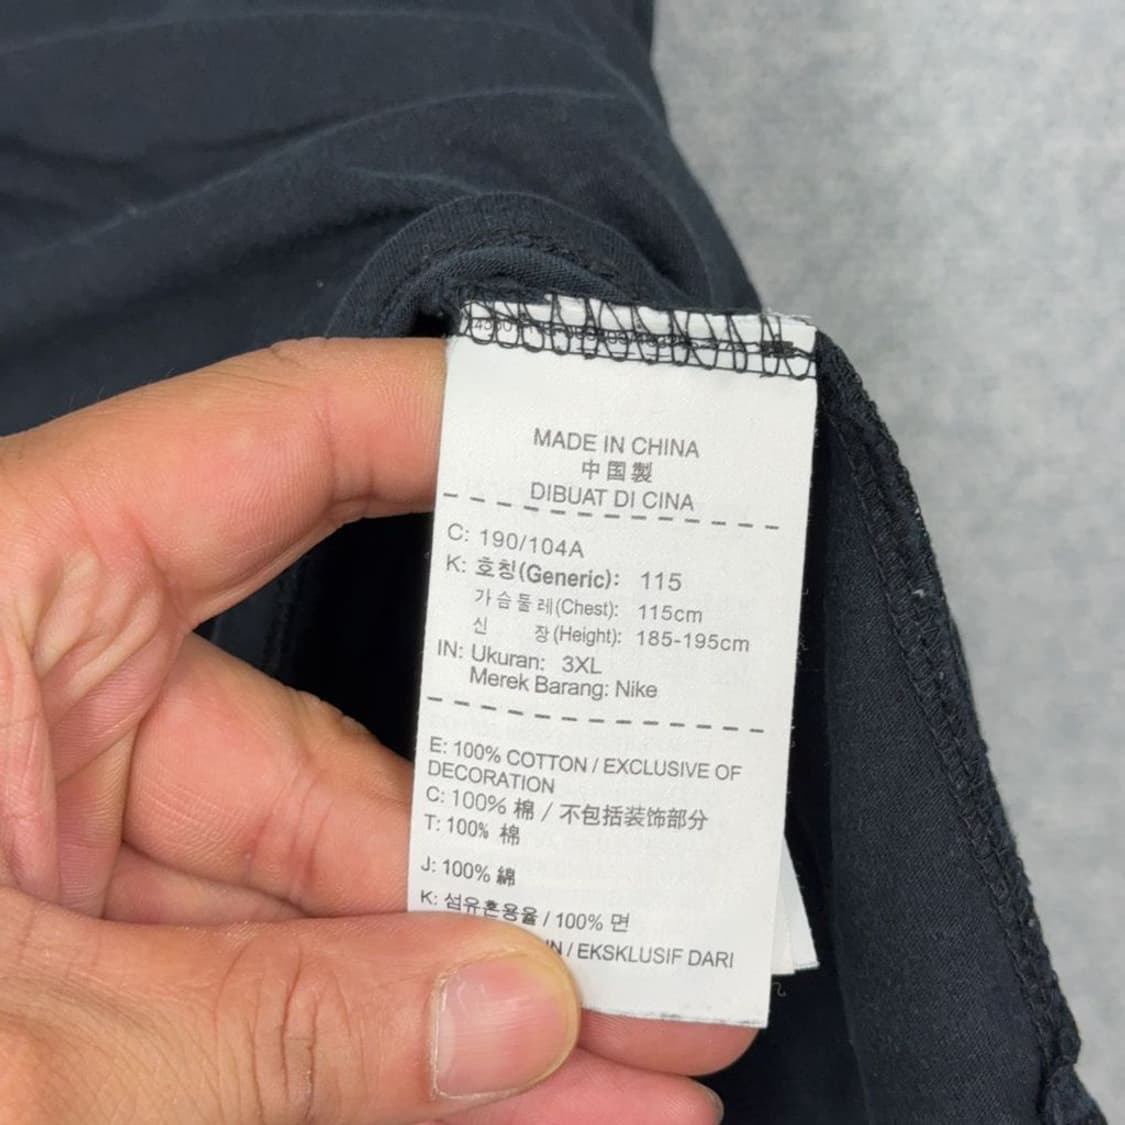 MADE IN CHINA
中国製
DIBUAT DI CINA
C: 190/104A
K: 호칭(Generic): 115
가슴둘레(Chest): 115cm
신 장(Height): 185-195cm
IN: Ukuran: 3XL
Merek Barang: Nike
E: 100% COTTON / EXCLUSIVE OF
DECORATION
C: 100% 棉 / 不包括装饰部分
T: 100% 棉
J: 100% 綿
K: 섬유혼용율 / 100% 면
/ EKSKLUSIF DARI